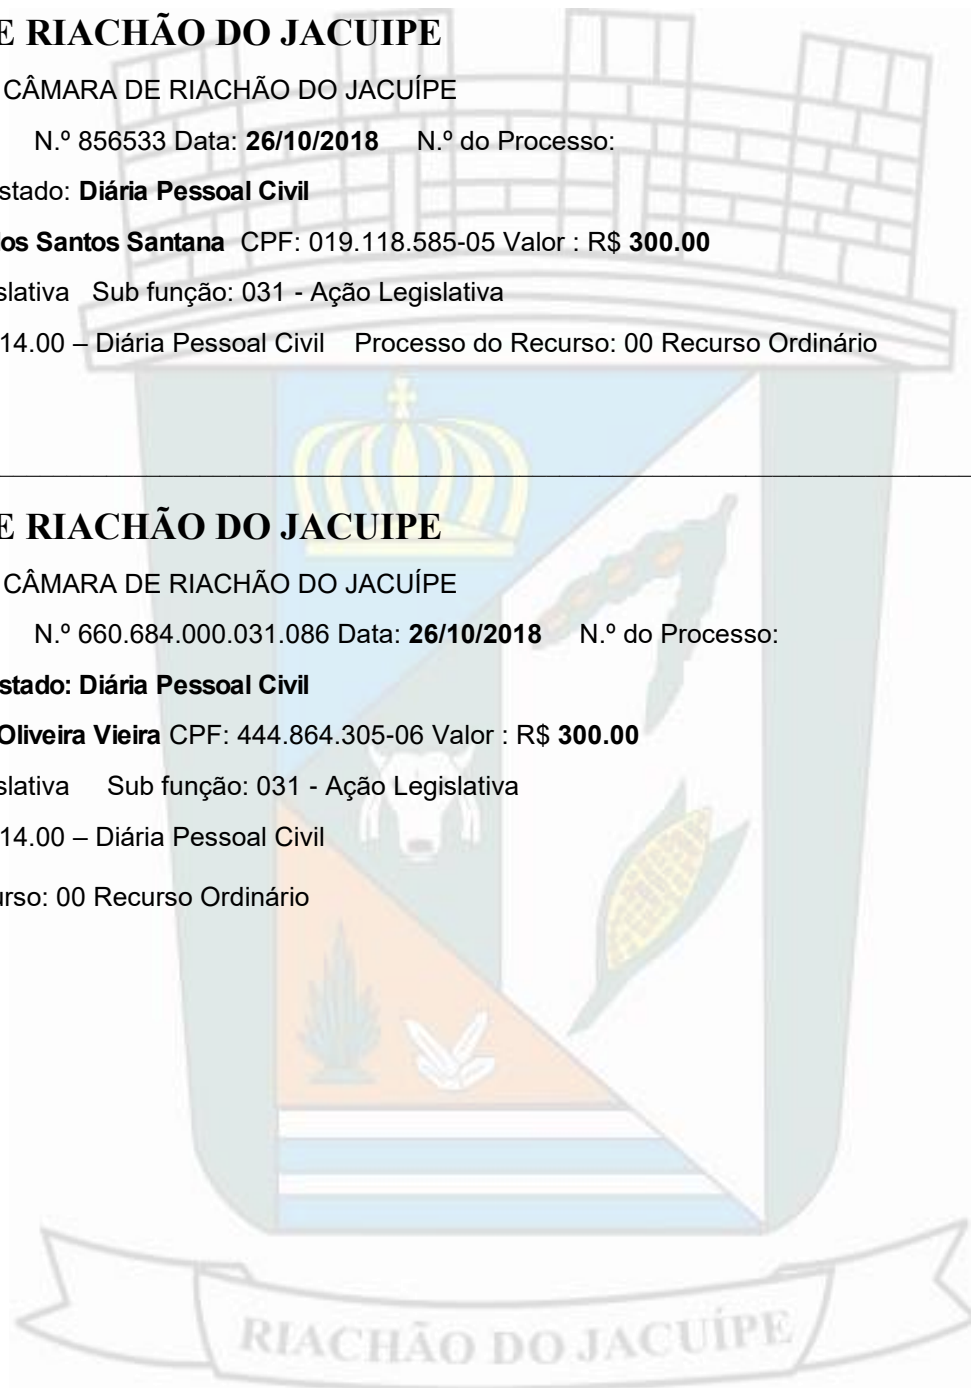 E RIACHÃO DO JACUIPE
CÂMARA DE RIACHÃO DO JACUÍPE
N.º 856533 Data: 26/10/2018 N.º do Processo:
stado: Diária Pessoal Civil
los Santos Santana CPF: 019.118.585-05 Valor : R$ 300.00
slativa Sub função: 031 - Ação Legislativa
14.00 – Diária Pessoal Civil Processo do Recurso: 00 Recurso Ordinário
E RIACHÃO DO JACUIPE
CÂMARA DE RIACHÃO DO JACUÍPE
N.º 660.684.000.031.086 Data: 26/10/2018 N.º do Processo:
stado: Diária Pessoal Civil
Oliveira Vieira CPF: 444.864.305-06 Valor : R$ 300.00
slativa Sub função: 031 - Ação Legislativa
14.00 – Diária Pessoal Civil
urso: 00 Recurso Ordinário
RIACHÃO DO JACUÍPE